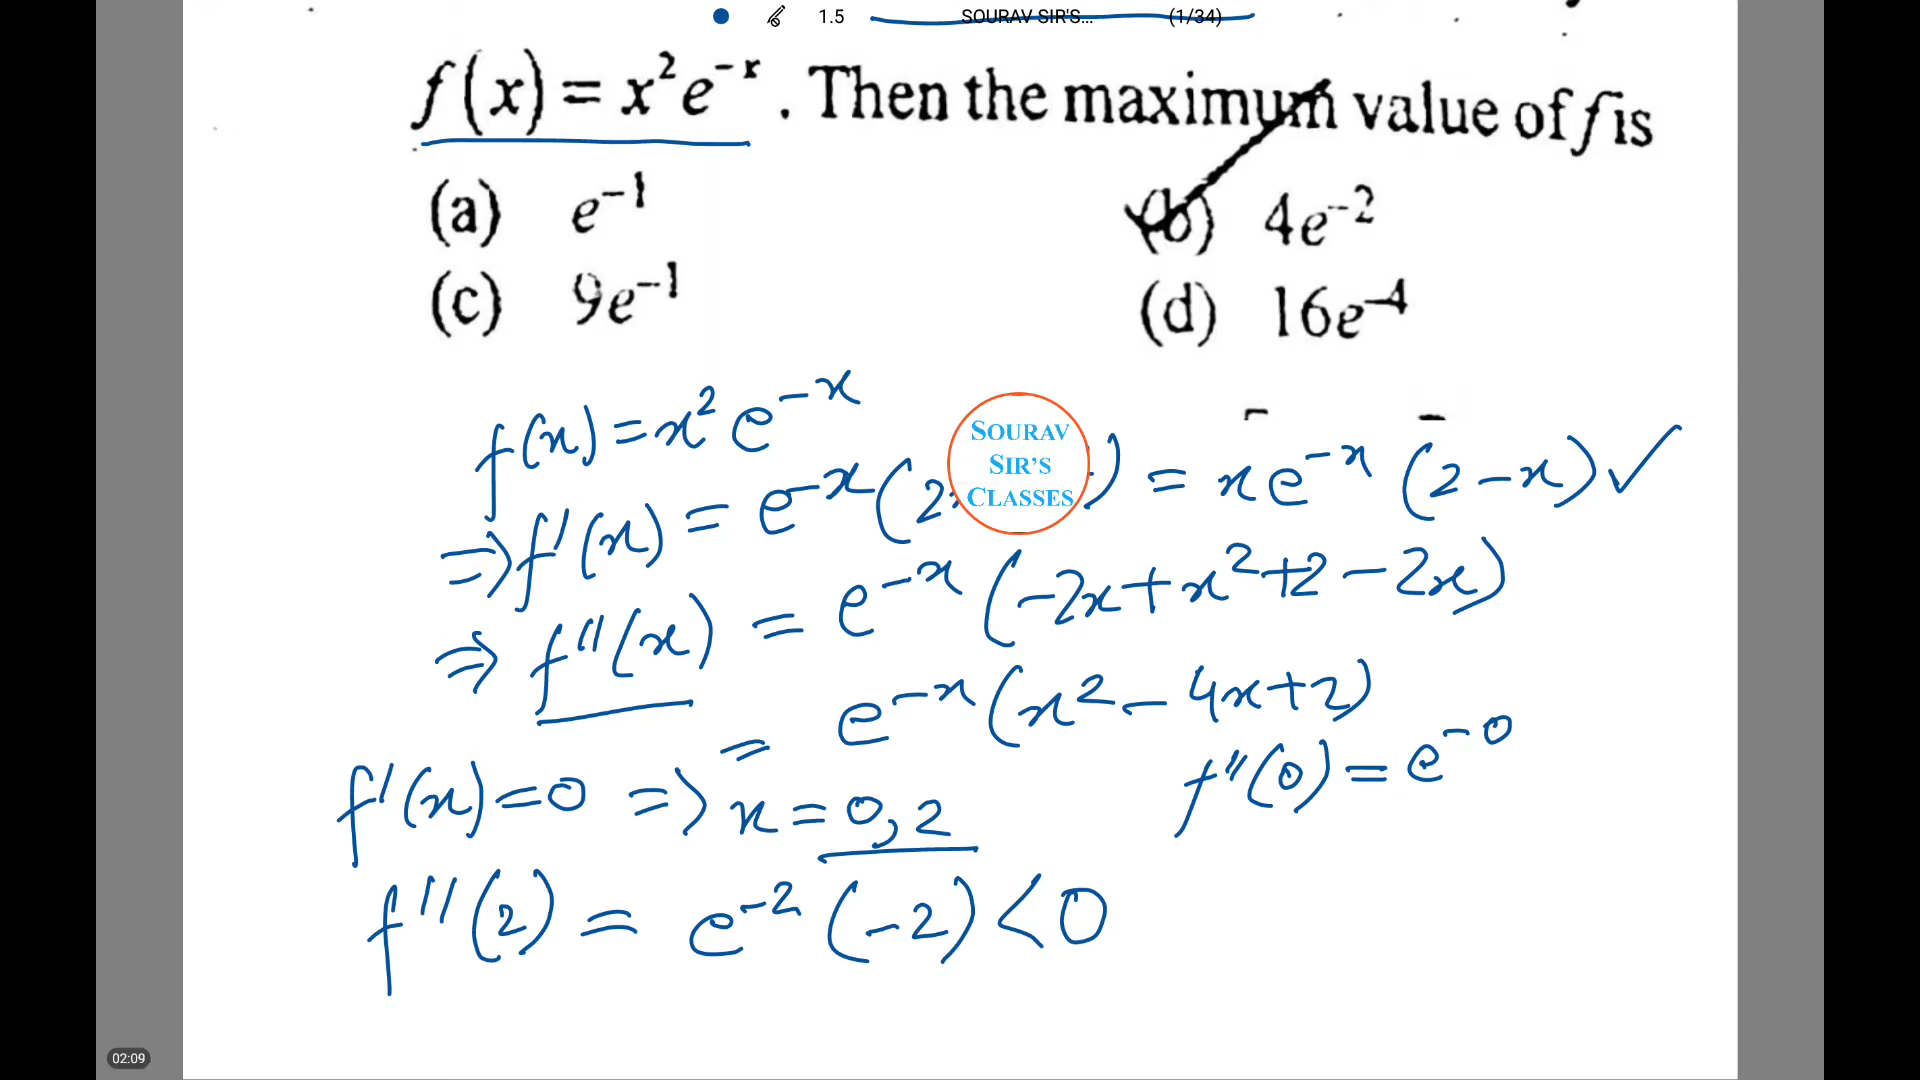 1.5 SOURAV SIR'S... (1/34)
f(x) = x²e⁻ˣ. Then the maximum value of f is
(a) e⁻¹ (b) 4e⁻²
(c) 9e⁻¹ (d) 16e⁻⁴
f(x) = x² e⁻ˣ
⇒ f'(x) = e⁻ˣ (2 ) = xe⁻ˣ (2 - x) ✓
SOURAV
SIR'S
CLASSES
⇒ f''(x) = e⁻ˣ (-2x + x² + 2 - 2x)
= e⁻ˣ (x² - 4x + 2)
f'(x) = 0 => x = 0, 2 f''(0) = e⁻⁰
f''(2) = e⁻² (-2) < 0
02:09